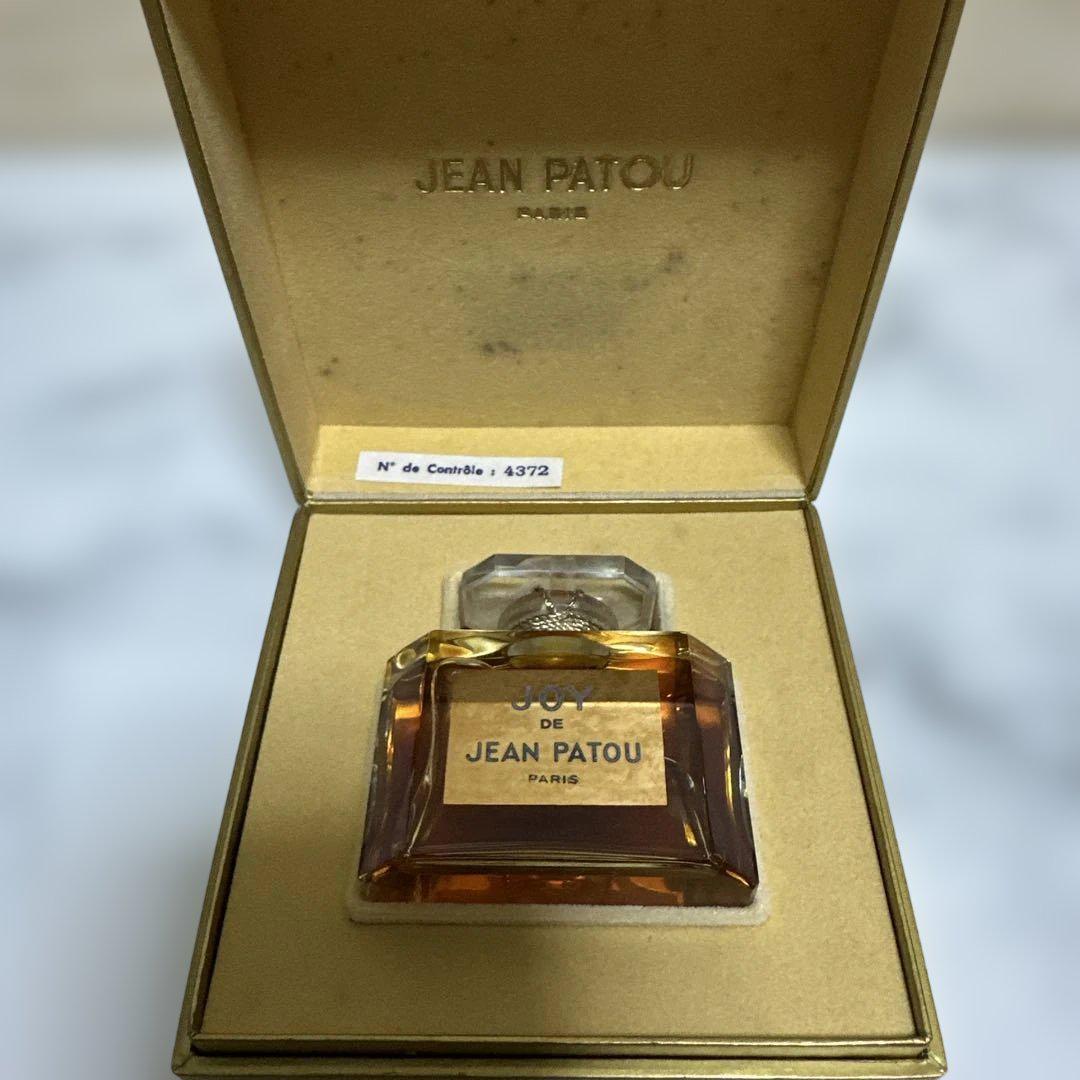 JEAN PATOU
PARIS
N° de Contrôle : 4372
JOY
DE
JEAN PATOU
PARIS